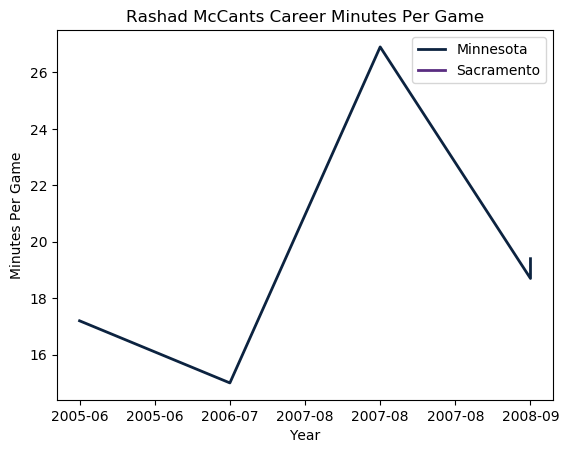 Rashad McCants Career Minutes Per Game
Minnesota
Sacramento
26
24
22
20
18
16
Minutes Per Game
2005-06 2005-06 2006-07 2007-08 2007-08 2007-08 2008-09
Year